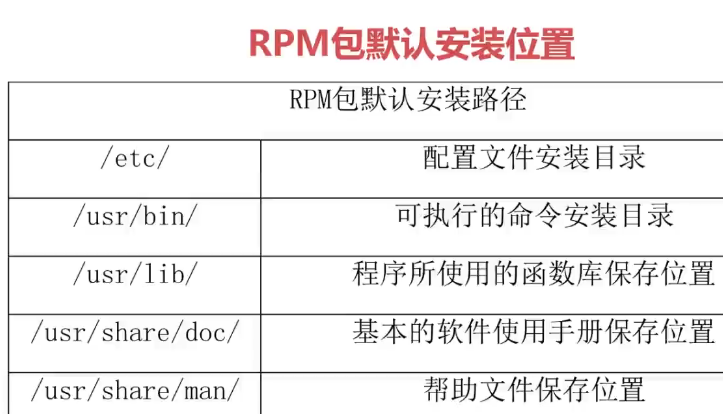 RPM包默认安装位置
RPM包默认安装路径
/etc/ 配置文件安装目录
/usr/bin/ 可执行的命令安装目录
/usr/lib/ 程序所使用的函数库保存位置
/usr/share/doc/ 基本的软件使用手册保存位置
/usr/share/man/ 帮助文件保存位置